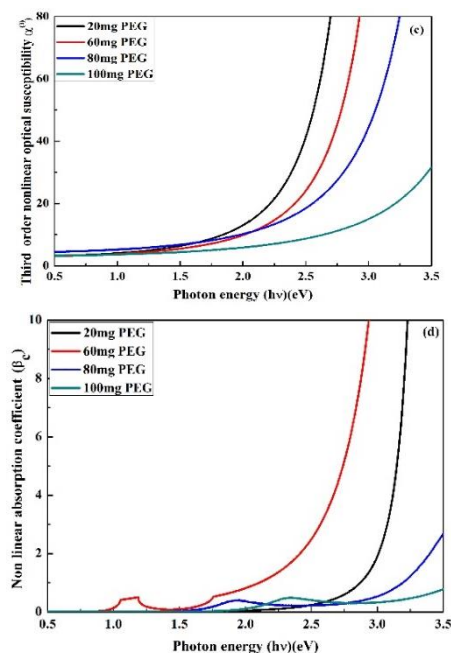 80
60
40
20
0
Third order nonlinear optical susceptibility α⁽³⁾
(c)
20mg PEG
60mg PEG
80mg PEG
100mg PEG
0.5 1.0 1.5 2.0 2.5 3.0 3.5
Photon energy (hν)(eV)
10
8
6
4
2
0
Non linear absorption coefficient (βc)
(d)
20mg PEG
60mg PEG
80mg PEG
100mg PEG
0.5 1.0 1.5 2.0 2.5 3.0 3.5
Photon energy (hν)(eV)